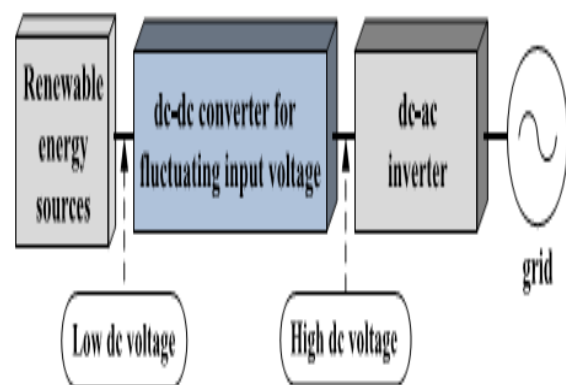 Renewable
energy
sources
dc-dc converter for
fluctuating input voltage
dc-ac
inverter
grid
Low dc voltage
High dc voltage